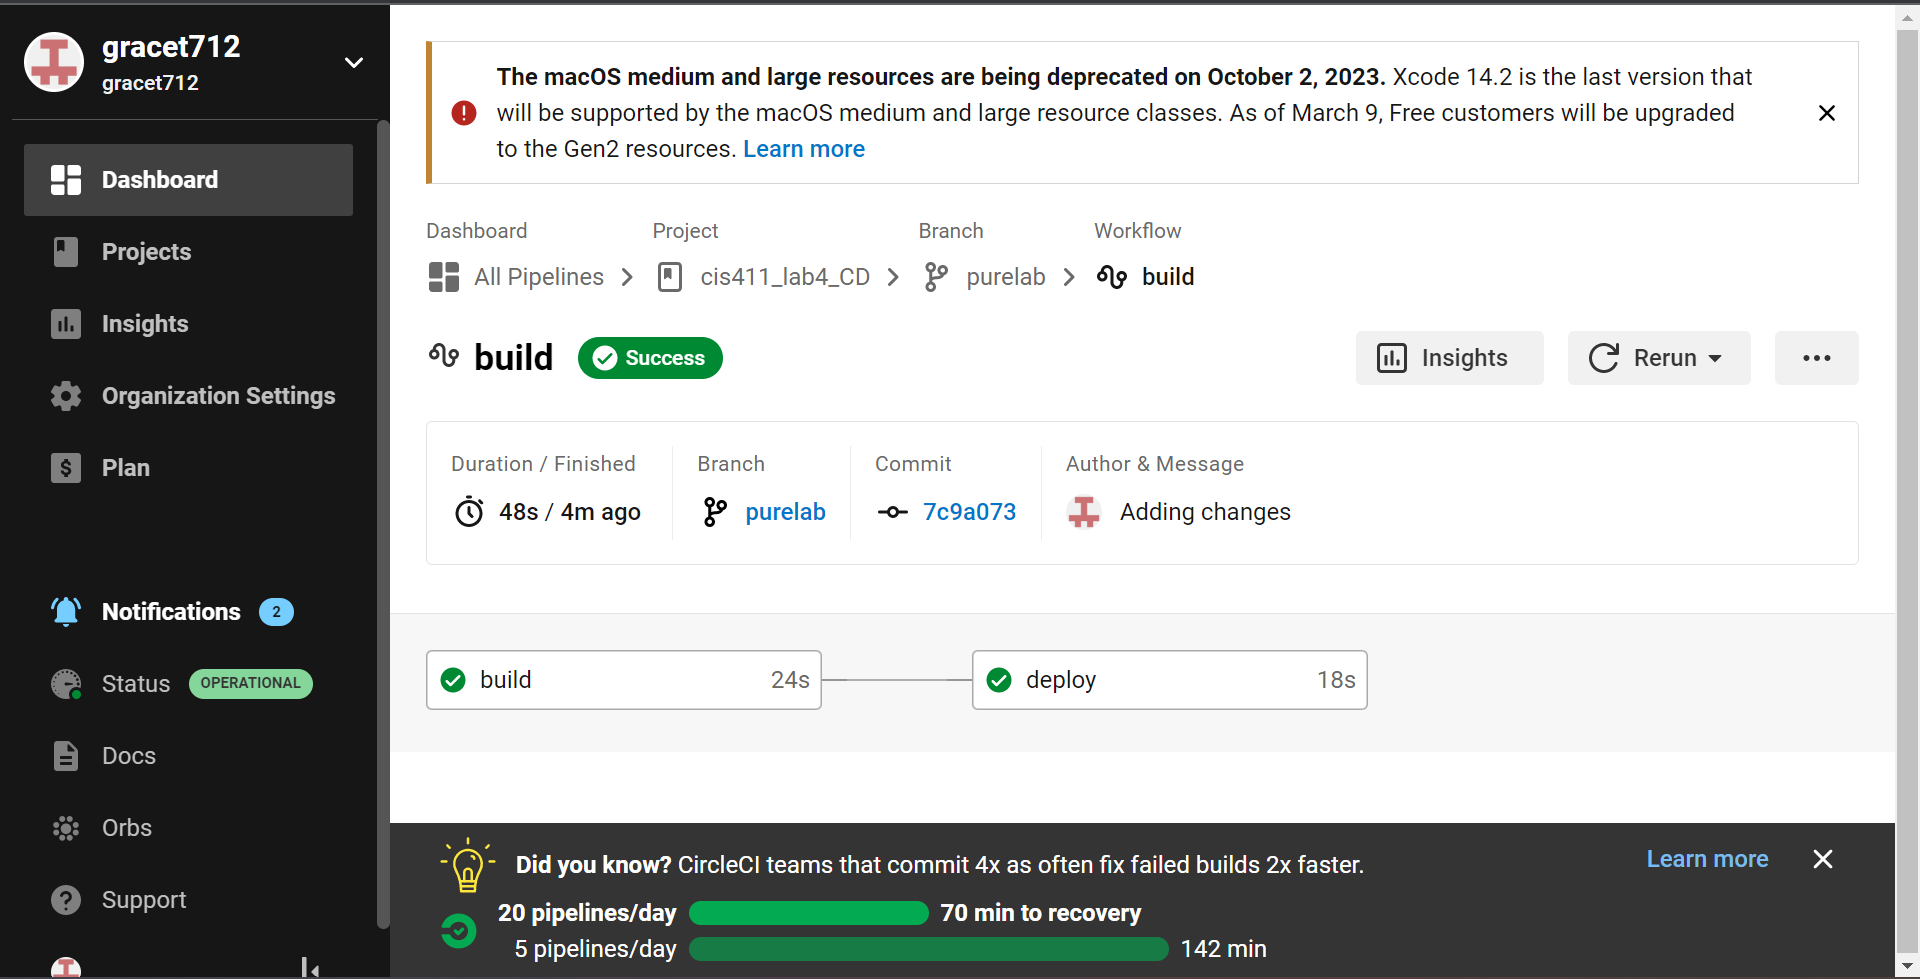 gracet712
gracet712
Dashboard
Projects
Insights
Organization Settings
Plan
Notifications 2
Status OPERATIONAL
Docs
Orbs
Support
The macOS medium and large resources are being deprecated on October 2, 2023. Xcode 14.2 is the last version that
will be supported by the macOS medium and large resource classes. As of March 9, Free customers will be upgraded
to the Gen2 resources. Learn more
Dashboard Project Branch Workflow
All Pipelines cis411_lab4_CD purelab build
build Success Insights Rerun
Duration / Finished Branch Commit Author & Message
48s / 4m ago purelab 7c9a073 Adding changes
build 24s deploy 18s
Did you know? CircleCI teams that commit 4x as often fix failed builds 2x faster. Learn more
20 pipelines/day 70 min to recovery
5 pipelines/day 142 min